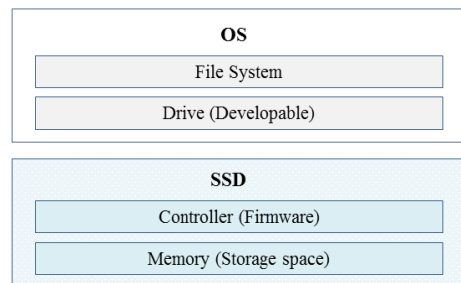 OS
File System
Drive (Developable)
SSD
Controller (Firmware)
Memory (Storage space)